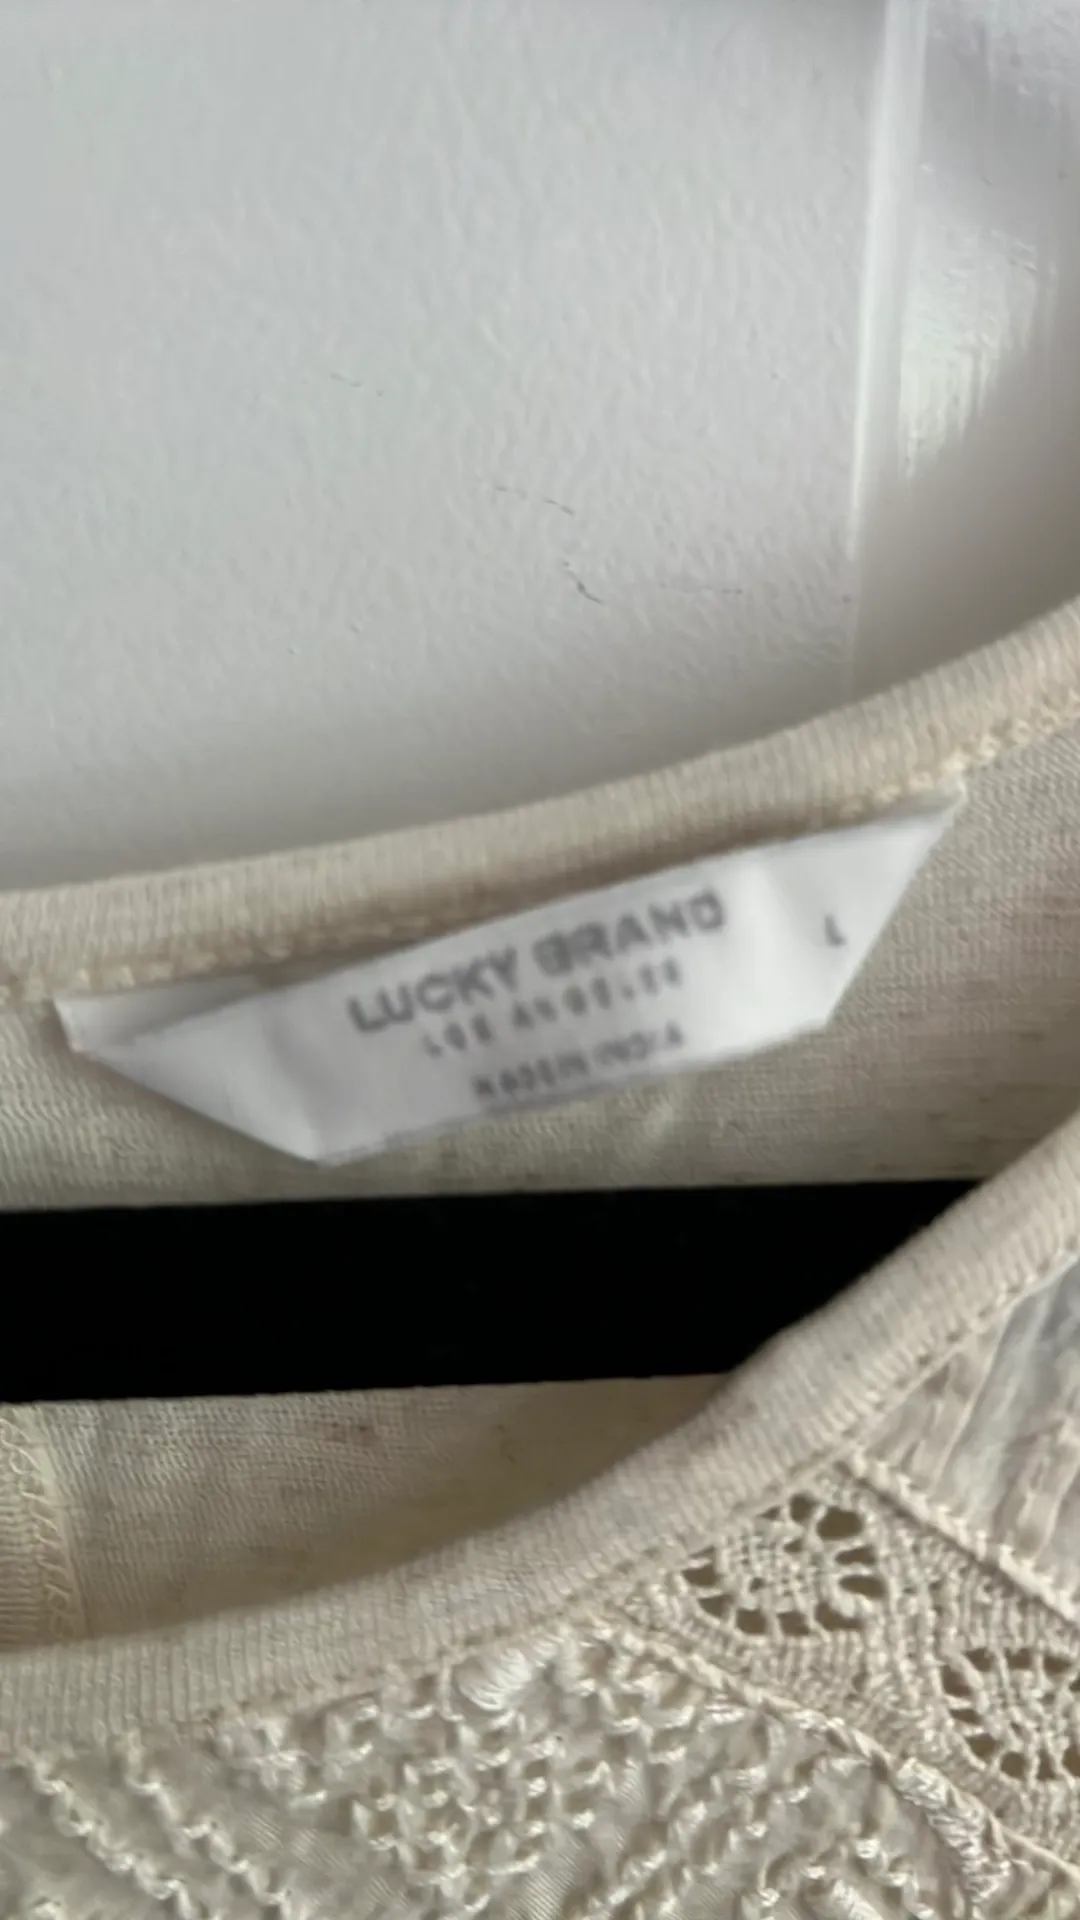 LUCKY BRAND
LOS ANGELES
MADE IN INDIA
L